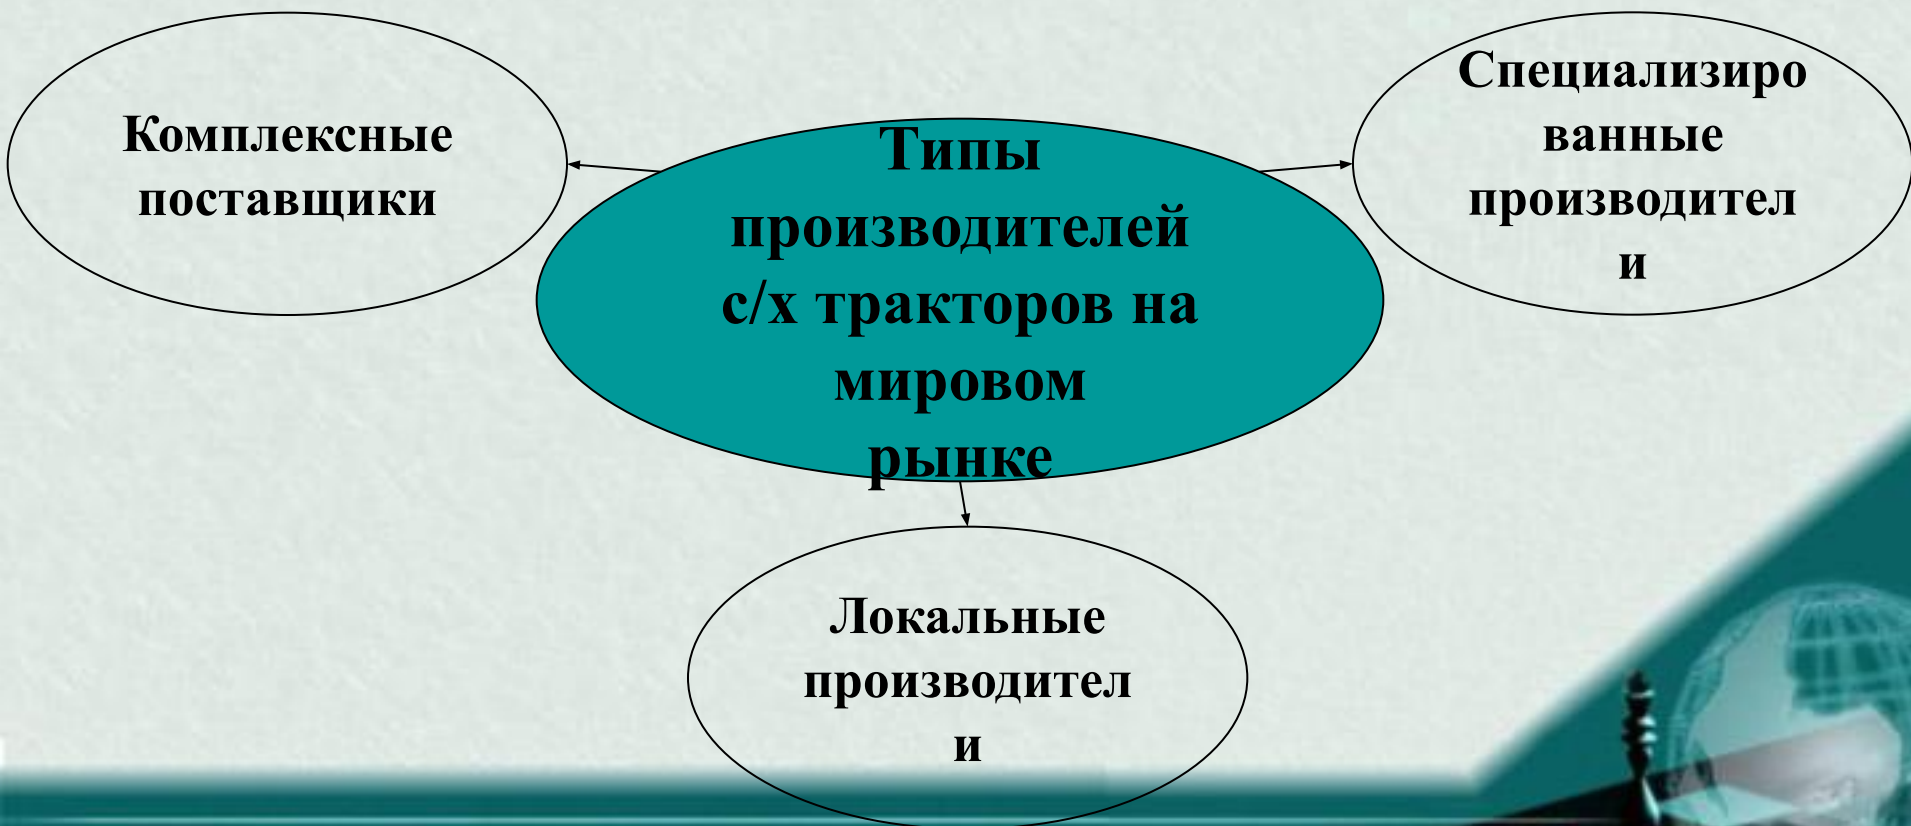 Комплексные
поставщики
Типы
производителей
с/х тракторов на
мировом
рынке
Специализиро
ванные
производител
и
Локальные
производител
и